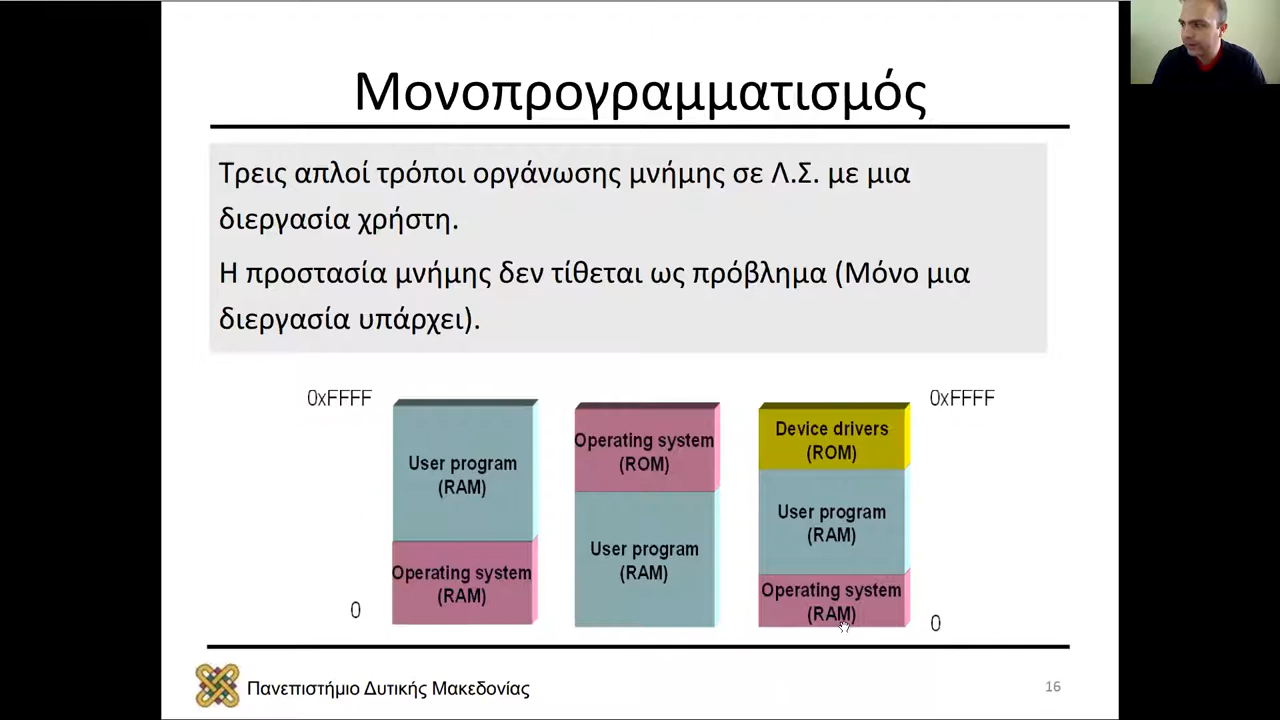 Μονοπρογραμματισμός
Τρεις απλοί τρόποι οργάνωσης μνήμης σε Λ.Σ. με μια
διεργασία χρήστη.
Η προστασία μνήμης δεν τίθεται ως πρόβλημα (Μόνο μια
διεργασία υπάρχει).
0xFFFF
User program
(RAM)
Operating system
(RAM)
0
Operating system
(ROM)
User program
(RAM)
Device drivers
(ROM)
User program
(RAM)
Operating system
(RAM)
0xFFFF
0
Πανεπιστήμιο Δυτικής Μακεδονίας
16